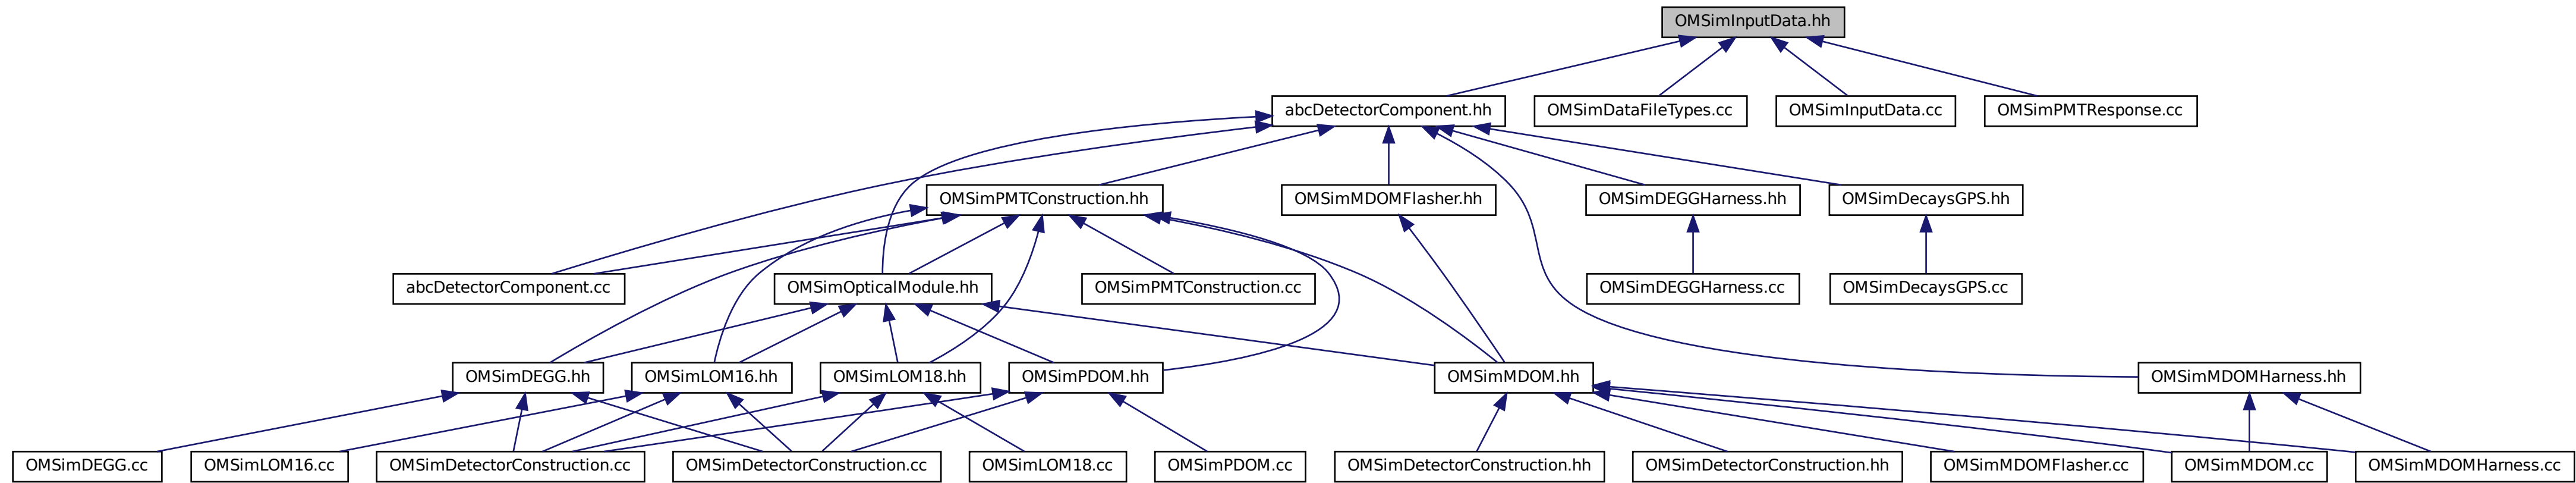 OMSimInputData.hh
abcDetectorComponent.hh
OMSimDataFileTypes.cc
OMSimInputData.cc
OMSimPMTResponse.cc
OMSimPMTConstruction.hh
OMSimMDOMFlasher.hh
OMSimDEGGHarness.hh
OMSimDecaysGPS.hh
abcDetectorComponent.cc
OMSimOpticalModule.hh
OMSimPMTConstruction.cc
OMSimDEGGHarness.cc
OMSimDecaysGPS.cc
OMSimDEGG.hh
OMSimLOM16.hh
OMSimLOM18.hh
OMSimPDOM.hh
OMSimMDOM.hh
OMSimMDOMHarness.hh
OMSimDEGG.cc
OMSimLOM16.cc
OMSimDetectorConstruction.cc
OMSimDetectorConstruction.cc
OMSimLOM18.cc
OMSimPDOM.cc
OMSimDetectorConstruction.hh
OMSimDetectorConstruction.hh
OMSimMDOMFlasher.cc
OMSimMDOM.cc
OMSimMDOMHarness.cc